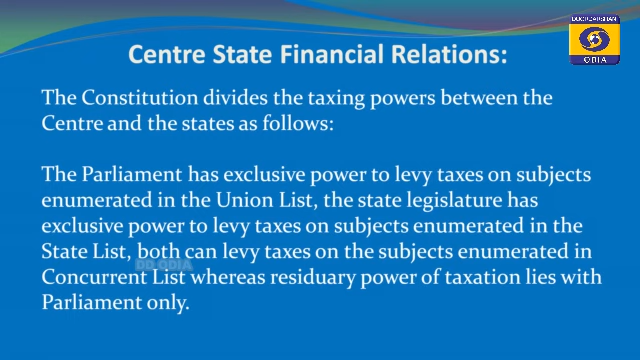 DOORDARSHAN
ODIA
Centre State Financial Relations:
The Constitution divides the taxing powers between the
Centre and the states as follows:
The Parliament has exclusive power to levy taxes on subjects
enumerated in the Union List, the state legislature has
exclusive power to levy taxes on subjects enumerated in the
State List, both can levy taxes on the subjects enumerated in
DD ODIA
Concurrent List whereas residuary power of taxation lies with
Parliament only.